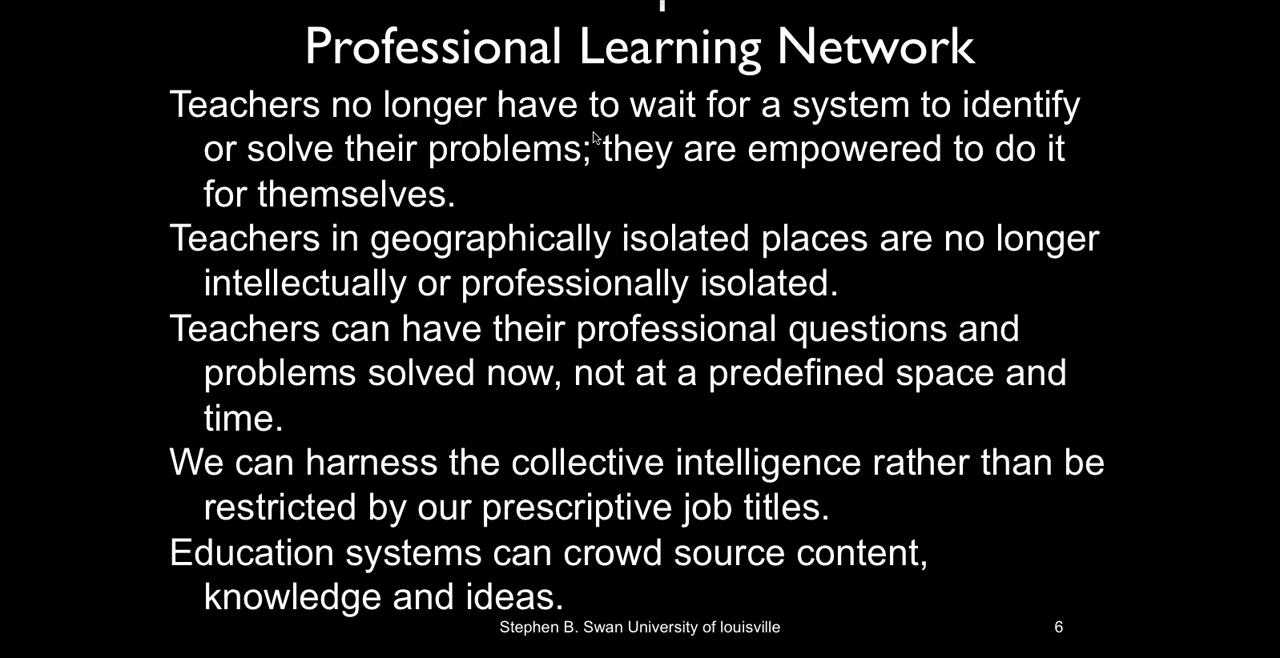 Professional Learning Network
Teachers no longer have to wait for a system to identify
or solve their problems; they are empowered to do it
for themselves.
Teachers in geographically isolated places are no longer
intellectually or professionally isolated.
Teachers can have their professional questions and
problems solved now, not at a predefined space and
time.
We can harness the collective intelligence rather than be
restricted by our prescriptive job titles.
Education systems can crowd source content,
knowledge and ideas.
Stephen B. Swan University of louisville
6